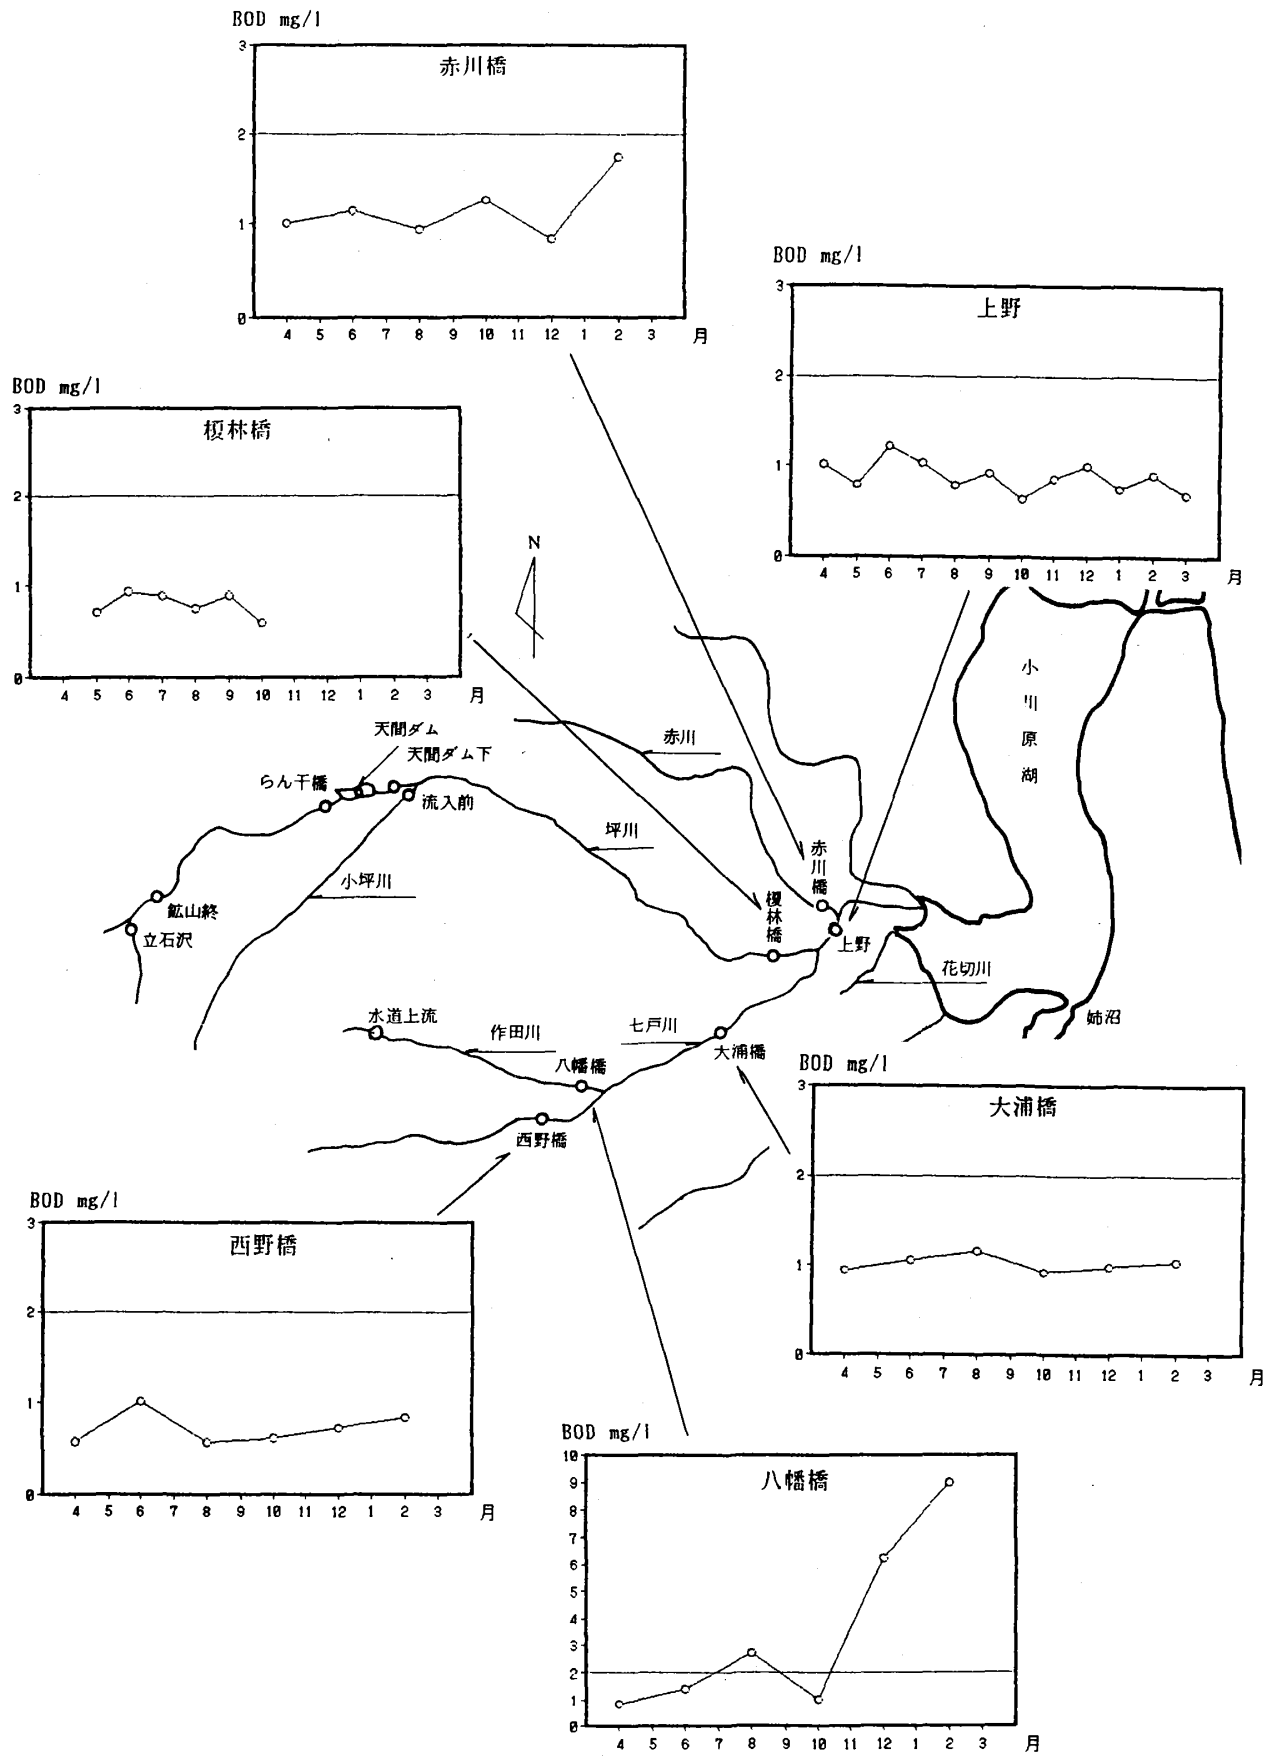 BOD mg/l
赤川橋
3
2
1
0
4 5 6 7 8 9 10 11 12 1 2 3 月
BOD mg/l
上野
3
2
1
0
4 5 6 7 8 9 10 11 12 1 2 3 月
BOD mg/l
榎林橋
3
2
1
0
4 5 6 7 8 9 10 11 12 1 2 3 月
N
小川原湖
天間ダム
天間ダム下
赤川
らん干橋
流入前
坪川
赤川橋
小坪川
榎林橋
鉱山終
立石沢
上野
花切川
水道上流
作田川
七戸川
姉沼
大浦橋
八幡橋
西野橋
BOD mg/l
大浦橋
3
2
1
0
4 5 6 7 8 9 10 11 12 1 2 3 月
BOD mg/l
西野橋
3
2
1
0
4 5 6 7 8 9 10 11 12 1 2 3 月
BOD mg/l
八幡橋
10
9
8
7
6
5
4
3
2
1
0
4 5 6 7 8 9 10 11 12 1 2 3 月